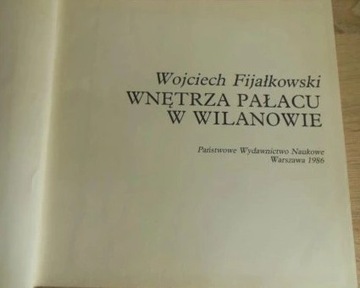 Wojciech Fijałkowski
WNĘTRZA PAŁACU
W WILANOWIE
Państwowe Wydawnictwo Naukowe
Warszawa 1986